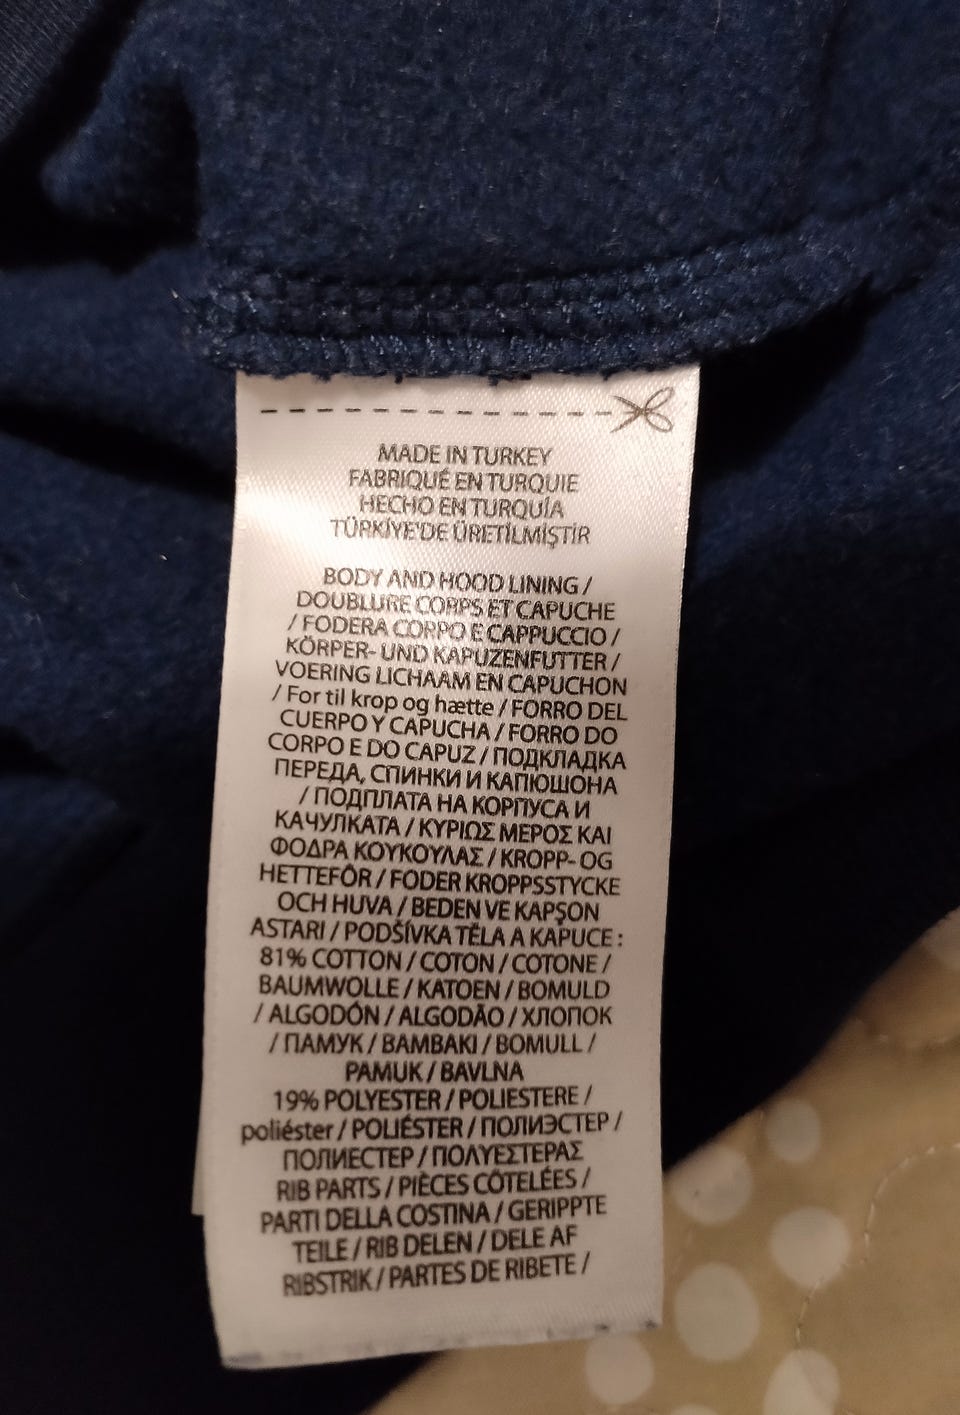 MADE IN TURKEY
FABRIQUÉ EN TURQUIE
HECHO EN TURQUÍA
TÜRKİYE'DE ÜRETİLMİŞTİR
BODY AND HOOD LINING /
DOUBLURE CORPS ET CAPUCHE
/ FODERA CORPO E CAPPUCCIO /
KÖRPER- UND KAPUZENFUTTER /
VOERING LICHAAM EN CAPUCHON
/ For til krop og hætte / FORRO DEL
CUERPO Y CAPUCHA / FORRO DO
CORPO E DO CAPUZ / ПОДКЛАДКА
ПЕРЕДА, СПИНКИ И КАПЮШОНА
/ ПОДПЛАТА НА КОРПУСА И
КАЧУЛКАТА / ΚΥΡΙΩΣ ΜΕΡΟΣ ΚΑΙ
ΦΟΔΡΑ ΚΟΥΚΟΥΛΑΣ / KROPP- OG
HETTEFÔR / FODER KROPPSSTYCKE
OCH HUVA / BEDEN VE KAPŞON
ASTARI / PODŠÍVKA TĚLA A KAPUCE :
81% COTTON / COTON / COTONE /
BAUMWOLLE / KATOEN / BOMULD
/ ALGODÓN / ALGODÃO / ХЛОПОК
/ ПАМУК / BAMBAKI / BOMULL /
PAMUK / BAVLNA
19% POLYESTER / POLIESTERE /
poliéster / POLIÉSTER / ПОЛИЭСТЕР /
ПОЛИЕСТЕР / ΠΟΛΥΕΣΤΕΡΑΣ
RIB PARTS / PIÈCES CÔTELÉES /
PARTI DELLA COSTINA / GERIPPTE
TEILE / RIB DELEN / DELE AF
RIBSTRIK / PARTES DE RIBETE /